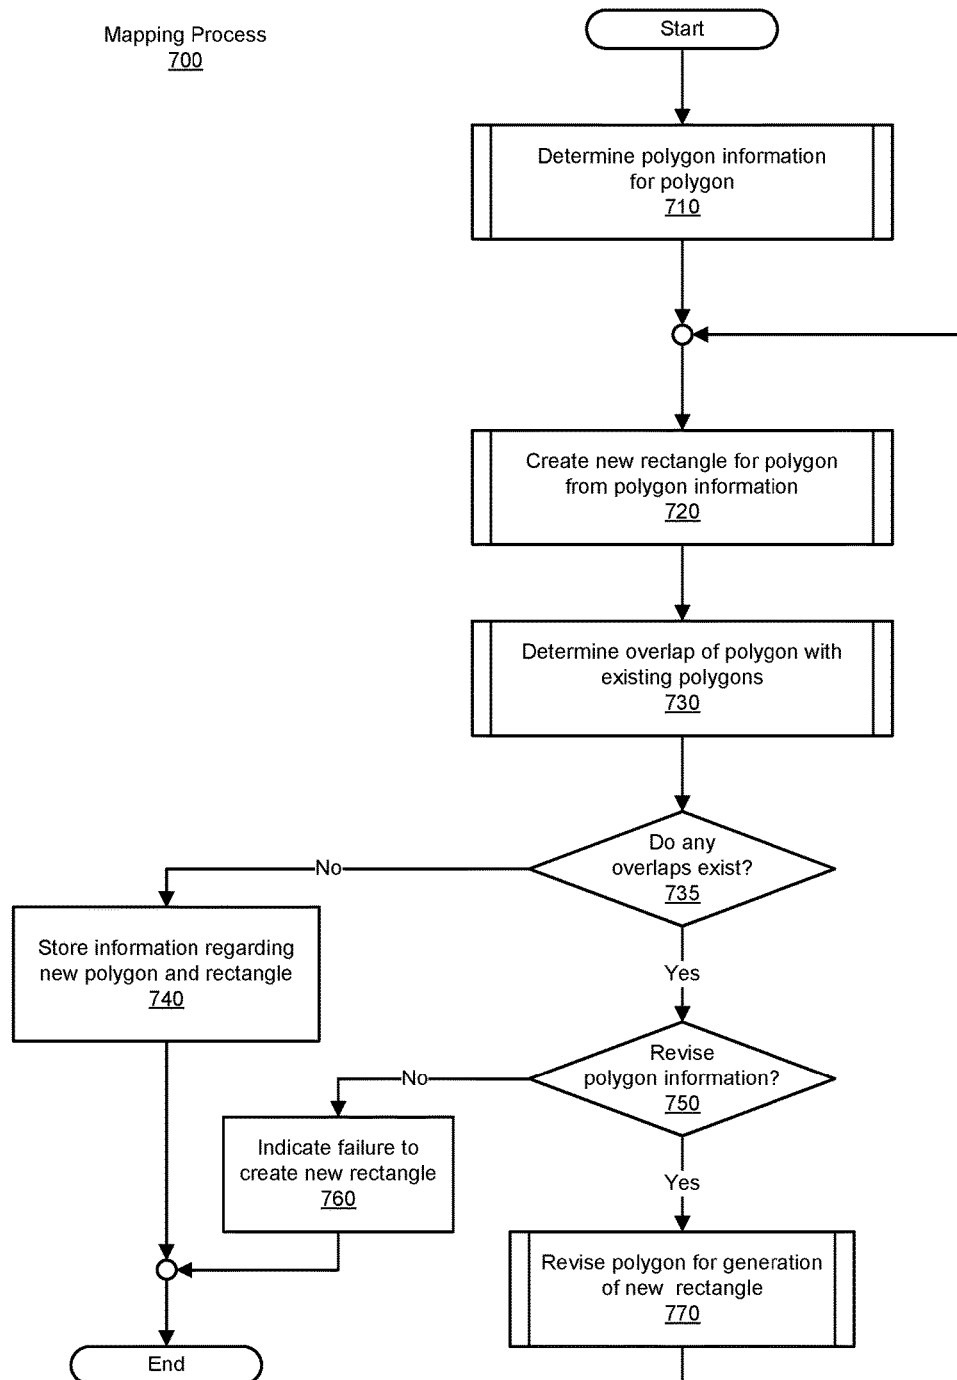 Mapping Process
700
Start
Determine polygon information
for polygon
710
Create new rectangle for polygon
from polygon information
720
Determine overlap of polygon with
existing polygons
730
Do any
overlaps exist?
735
No
Store information regarding
new polygon and rectangle
740
Yes
Revise
polygon information?
750
No
Indicate failure to
create new rectangle
760
Yes
Revise polygon for generation
of new rectangle
770
End